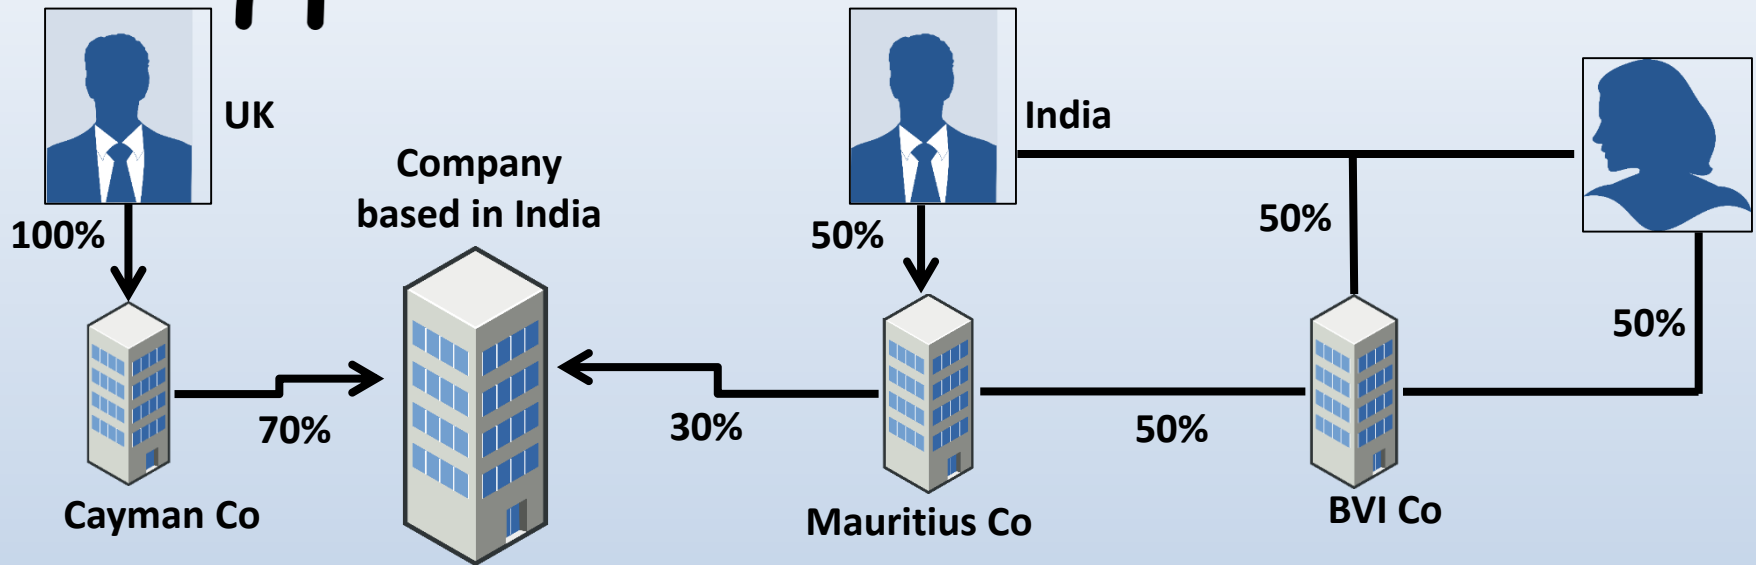 UK
India
Company
based in India
100%
50%
50%
50%
70%
30%
50%
Cayman Co
Mauritius Co
BVI Co